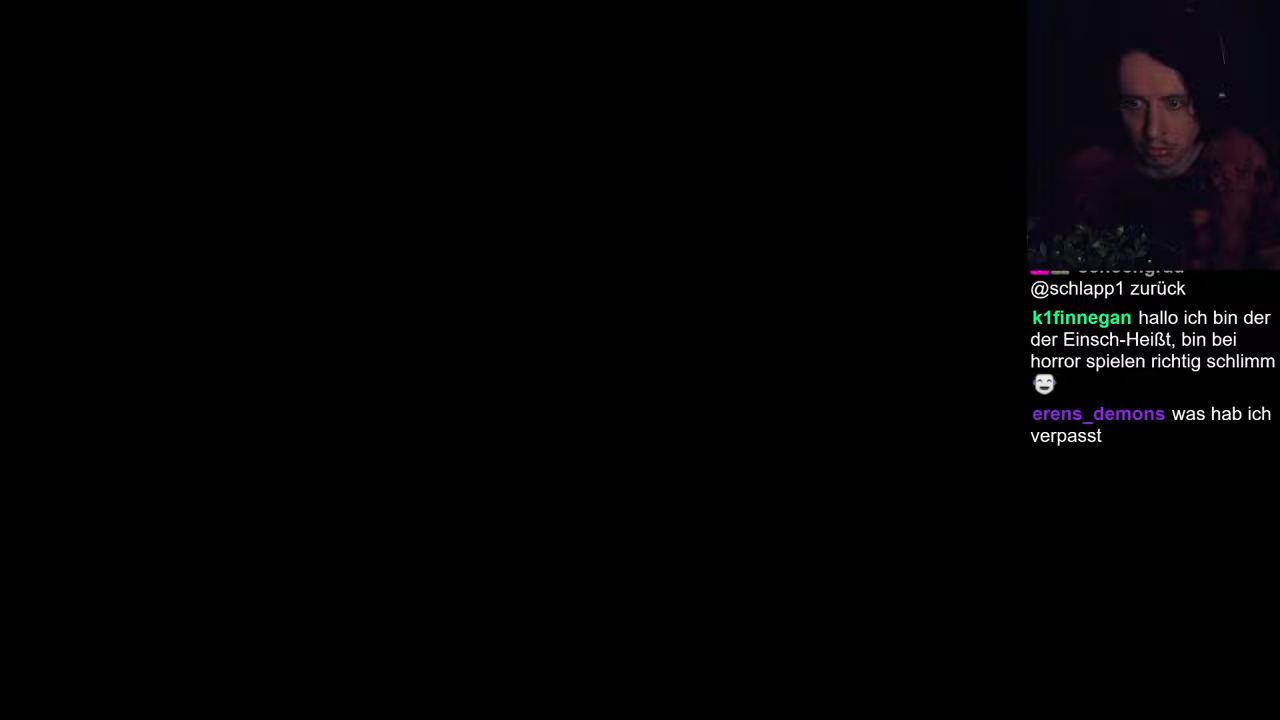 @schlapp1 zurück
k1finnegan hallo ich bin der
der Einsch-Heißt, bin bei
horror spielen richtig schlimm
erens_demons was hab ich
verpasst